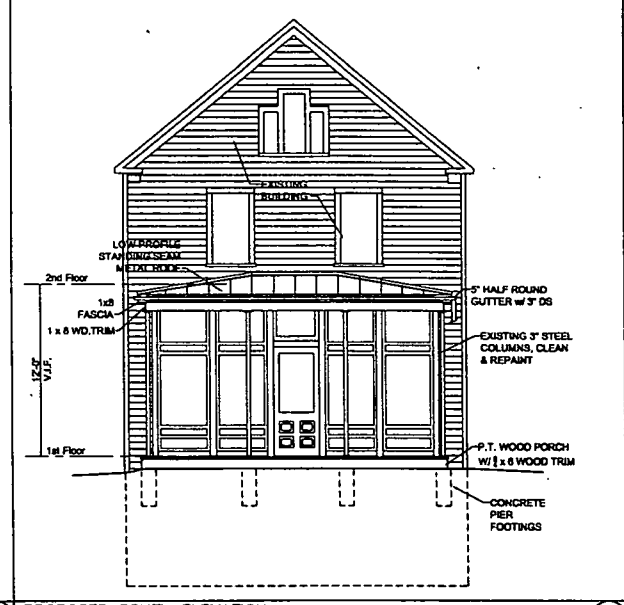 EXISTING
BUILDING
LOW-PROFILE
STANDING SEAM
METAL ROOF
2nd Floor
5" HALF ROUND
GUTTER w/ 3" DS
1x8
FASCIA
1 x 6 WD.TRIM
EXISTING 3" STEEL
COLUMNS, CLEAN
& REPAINT
12'-0"
V.I.F.
1st Floor
P.T. WOOD PORCH
x 6 WOOD TRIM
CONCRETE
PIER
FOOTINGS